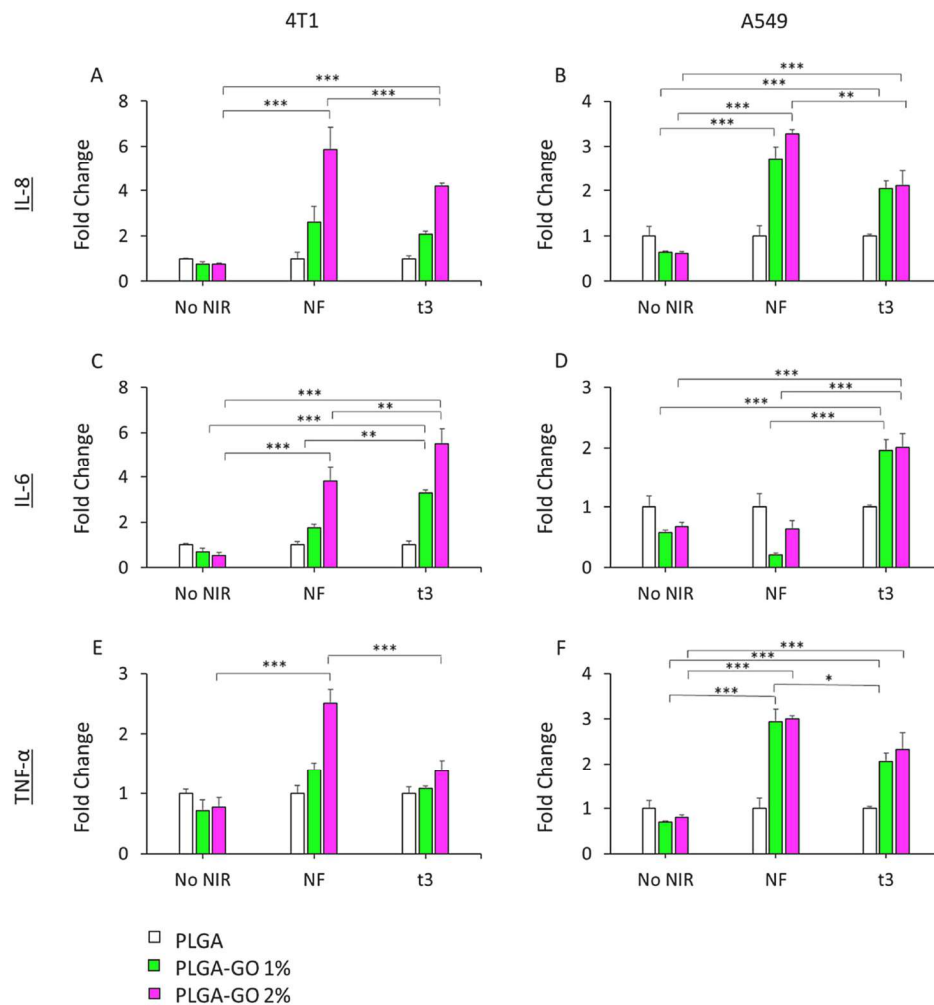 4T1 A549
A B
IL-8
Fold Change
8
6
4
2
0
No NIR NF t3
*** *** ***
Fold Change
4
3
2
1
0
No NIR NF t3
*** *** *** *** **
C D
IL-6
Fold Change
8
6
4
2
0
No NIR NF t3
*** ** *** *** **
Fold Change
3
2
1
0
No NIR NF t3
*** *** *** ***
E F
TNF-α
Fold Change
3
2
1
0
No NIR NF t3
*** ***
Fold Change
4
3
2
1
0
No NIR NF t3
*** *** *** *** *
PLGA
PLGA-GO 1%
PLGA-GO 2%